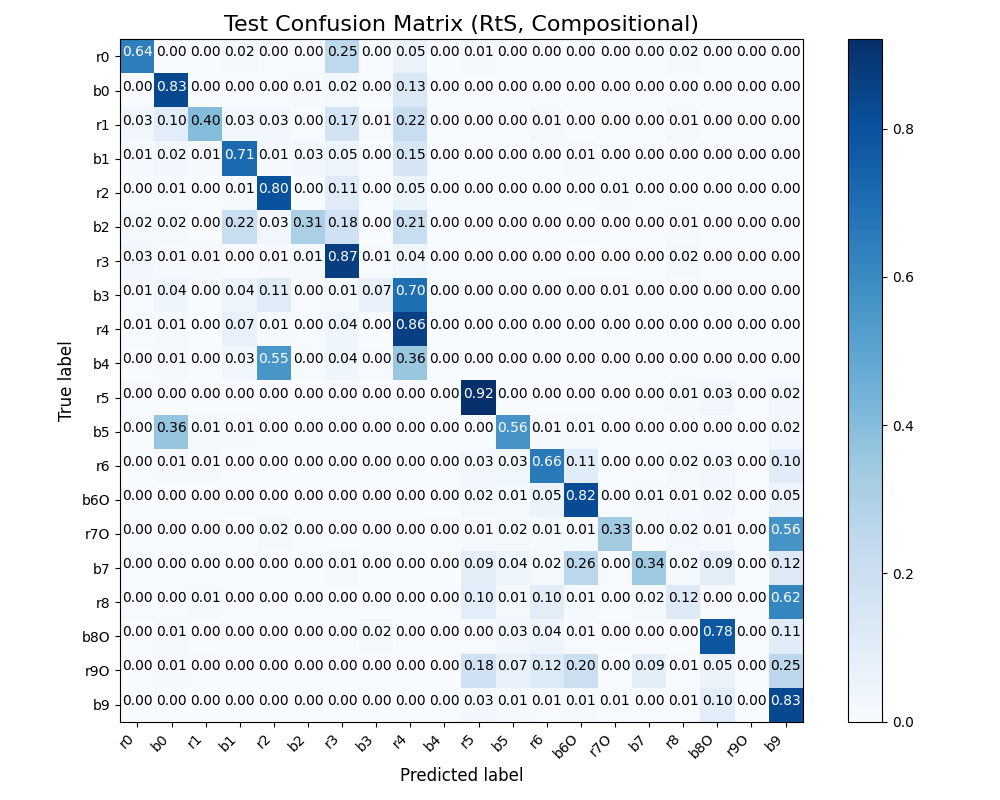 Test Confusion Matrix (RtS, Compositional)
r0 0.64 0.00 0.00 0.02 0.00 0.00 0.25 0.00 0.05 0.00 0.01 0.00 0.00 0.00 0.00 0.00 0.02 0.00 0.00 0.00
b0 0.00 0.83 0.00 0.00 0.00 0.01 0.02 0.00 0.13 0.00 0.00 0.00 0.00 0.00 0.00 0.00 0.00 0.00 0.00 0.00
r1 0.03 0.10 0.40 0.03 0.03 0.00 0.17 0.01 0.22 0.00 0.00 0.00 0.01 0.00 0.00 0.00 0.01 0.00 0.00 0.00
b1 0.01 0.02 0.01 0.71 0.01 0.03 0.05 0.00 0.15 0.00 0.00 0.00 0.00 0.01 0.00 0.00 0.00 0.00 0.00 0.00
r2 0.00 0.01 0.00 0.01 0.80 0.00 0.11 0.00 0.05 0.00 0.00 0.00 0.00 0.00 0.01 0.00 0.00 0.00 0.00 0.00
b2 0.02 0.02 0.00 0.22 0.03 0.31 0.18 0.00 0.21 0.00 0.00 0.00 0.00 0.00 0.00 0.00 0.01 0.00 0.00 0.00
r3 0.03 0.01 0.01 0.00 0.01 0.01 0.87 0.01 0.04 0.00 0.00 0.00 0.00 0.00 0.00 0.00 0.02 0.00 0.00 0.00
b3 0.01 0.04 0.00 0.04 0.11 0.00 0.01 0.07 0.70 0.00 0.00 0.00 0.00 0.00 0.01 0.00 0.00 0.00 0.00 0.00
r4 0.01 0.01 0.00 0.07 0.01 0.00 0.04 0.00 0.86 0.00 0.00 0.00 0.00 0.00 0.00 0.00 0.00 0.00 0.00 0.00
b4 0.00 0.01 0.00 0.03 0.55 0.00 0.04 0.00 0.36 0.00 0.00 0.00 0.00 0.00 0.00 0.00 0.00 0.00 0.00 0.00
r5 0.00 0.00 0.00 0.00 0.00 0.00 0.00 0.00 0.00 0.00 0.92 0.00 0.00 0.00 0.00 0.00 0.01 0.03 0.00 0.02
b5 0.00 0.36 0.01 0.01 0.00 0.00 0.00 0.00 0.00 0.00 0.00 0.56 0.01 0.01 0.00 0.00 0.00 0.00 0.00 0.02
r6 0.00 0.01 0.01 0.00 0.00 0.00 0.00 0.00 0.00 0.00 0.03 0.03 0.66 0.11 0.00 0.00 0.02 0.03 0.00 0.10
b6O 0.00 0.00 0.00 0.00 0.00 0.00 0.00 0.00 0.00 0.00 0.02 0.01 0.05 0.82 0.00 0.01 0.01 0.02 0.00 0.05
r7O 0.00 0.00 0.00 0.00 0.02 0.00 0.00 0.00 0.00 0.00 0.01 0.02 0.01 0.01 0.33 0.00 0.02 0.01 0.00 0.56
b7 0.00 0.00 0.00 0.00 0.00 0.00 0.01 0.00 0.00 0.00 0.09 0.04 0.02 0.26 0.00 0.34 0.02 0.09 0.00 0.12
r8 0.00 0.00 0.01 0.00 0.00 0.00 0.00 0.00 0.00 0.00 0.10 0.01 0.10 0.01 0.00 0.02 0.12 0.00 0.00 0.62
b8O 0.00 0.01 0.00 0.00 0.00 0.00 0.00 0.02 0.00 0.00 0.00 0.03 0.04 0.01 0.00 0.00 0.00 0.78 0.00 0.11
r9O 0.00 0.01 0.00 0.00 0.00 0.00 0.00 0.00 0.00 0.00 0.18 0.07 0.12 0.20 0.00 0.09 0.01 0.05 0.00 0.25
b9 0.00 0.00 0.00 0.00 0.00 0.00 0.00 0.00 0.00 0.00 0.03 0.01 0.01 0.01 0.01 0.00 0.01 0.10 0.00 0.83
r0 b0 r1 b1 r2 b2 r3 b3 r4 b4 r5 b5 r6 b6O r7O b7 r8 b8O r9O b9
Predicted label
True label
0.8
0.6
0.4
0.2
0.0